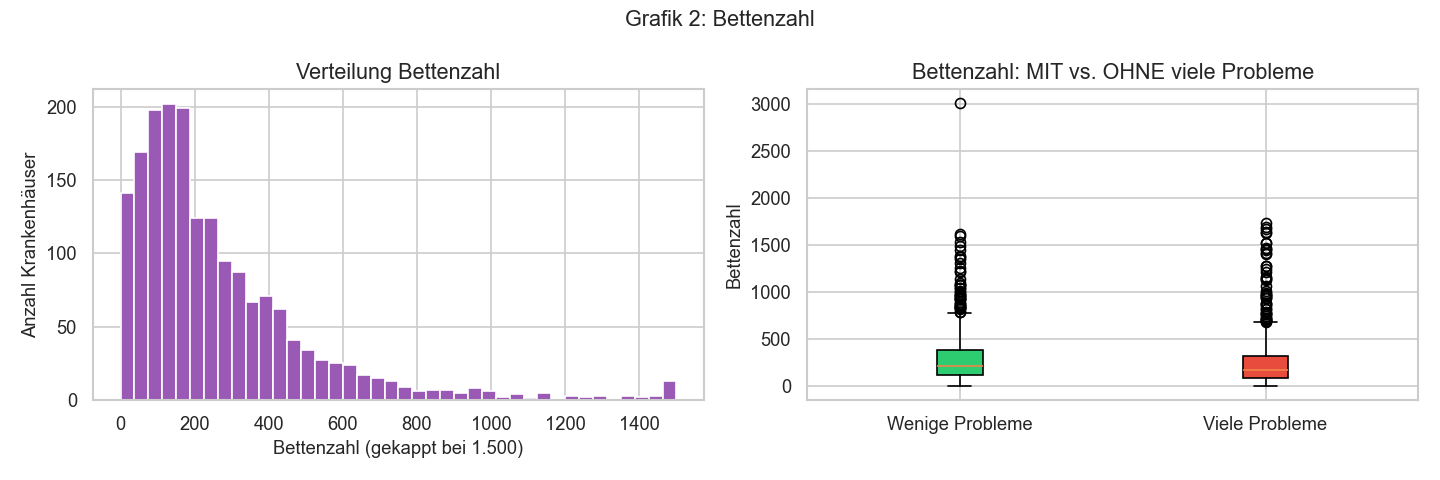 Grafik 2: Bettenzahl
Verteilung Bettenzahl
Anzahl Krankenhäuser
200
150
100
50
0
0 200 400 600 800 1000 1200 1400
Bettenzahl (gekappt bei 1.500)
Bettenzahl: MIT vs. OHNE viele Probleme
Bettenzahl
3000
2500
2000
1500
1000
500
0
Wenige Probleme Viele Probleme